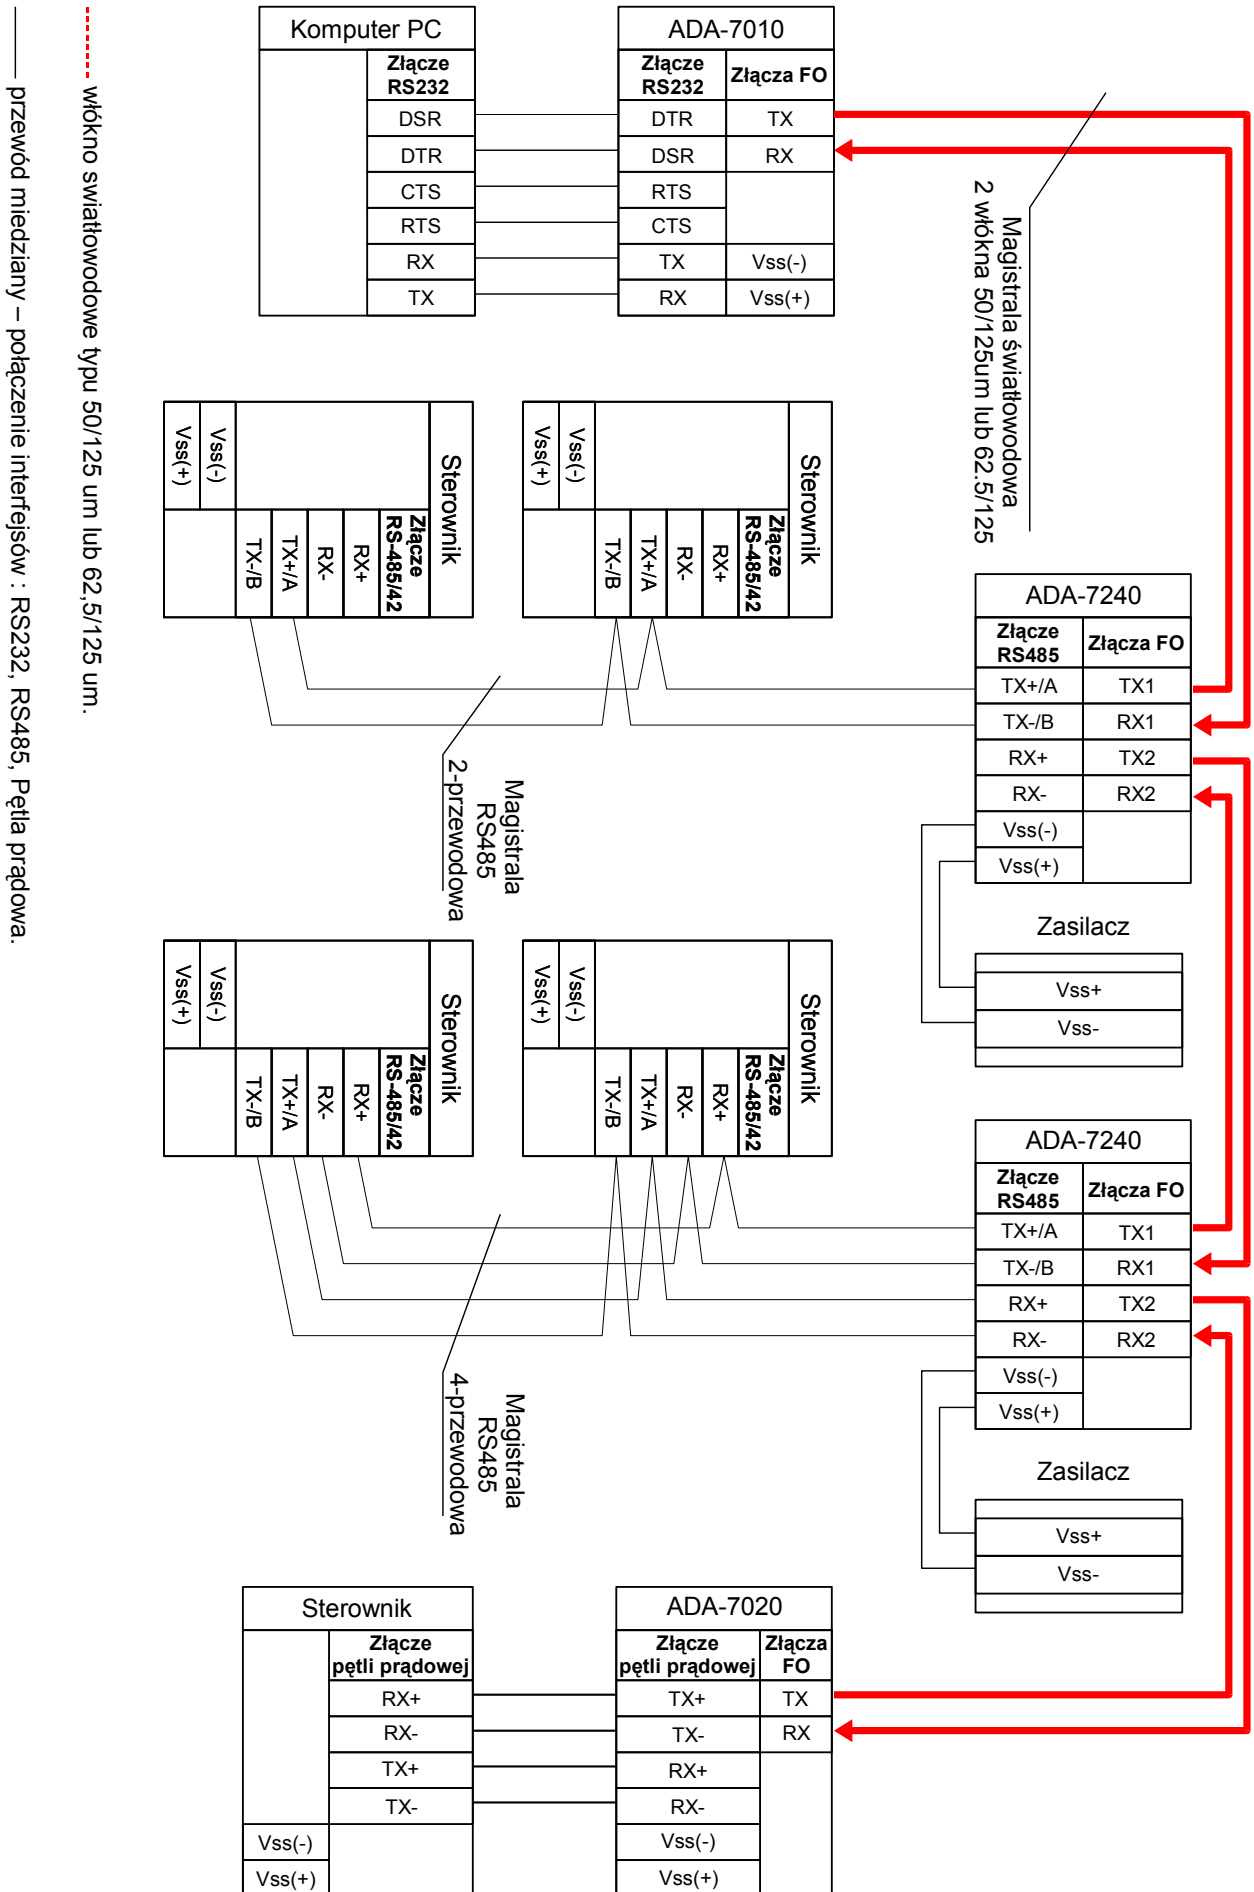 Komputer PC
Złącze
RS232
DSR
DTR
CTS
RTS
RX
TX
ADA-7010
Złącze
RS232
Złącza FO
DTR
TX
DSR
RX
RTS
CTS
TX
Vss(-)
RX
Vss(+)
Magistrala światłowodowa
2 włókna 50/125um lub 62.5/125
Sterownik
Złącze
RS-485/42
RX+
RX-
TX+/A
TX-/B
Vss(-)
Vss(+)
Sterownik
Złącze
RS-485/42
RX+
RX-
TX+/A
TX-/B
Vss(-)
Vss(+)
Magistrala
RS485
2-przewodowa
ADA-7240
Złącze
RS485
Złącza FO
TX+/A
TX1
TX-/B
RX1
RX+
TX2
RX-
RX2
Vss(-)
Vss(+)
Zasilacz
Vss+
Vss-
Sterownik
Złącze
RS-485/42
RX+
RX-
TX+/A
TX-/B
Vss(-)
Vss(+)
Sterownik
Złącze
RS-485/42
RX+
RX-
TX+/A
TX-/B
Vss(-)
Vss(+)
Magistrala
RS485
4-przewodowa
ADA-7240
Złącze
RS485
Złącza FO
TX+/A
TX1
TX-/B
RX1
RX+
TX2
RX-
RX2
Vss(-)
Vss(+)
Zasilacz
Vss+
Vss-
Sterownik
Złącze
pętli prądowej
RX+
RX-
TX+
TX-
Vss(-)
Vss(+)
ADA-7020
Złącze
pętli prądowej
Złącza
FO
TX+
TX
TX-
RX
RX+
RX-
Vss(-)
Vss(+)
włókno swiatłowodowe typu 50/125 um lub 62,5/125 um.
przewód miedziany – połączenie interfejsów : RS232, RS485, Pętla prądowa.